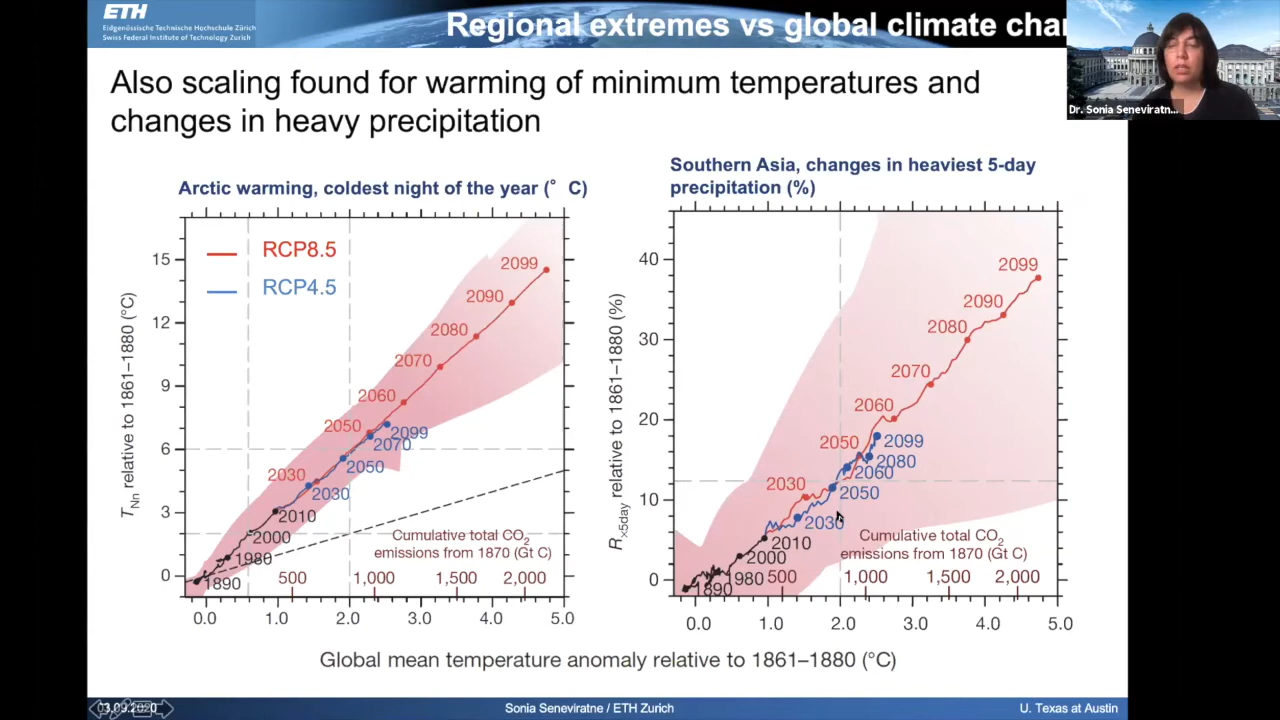 ETH
Eidgenössische Technische Hochschule Zürich
Swiss Federal Institute of Technology Zurich
Regional extremes vs global climate cha
Dr. Sonia Seneviratn...
Also scaling found for warming of minimum temperatures and
changes in heavy precipitation
Arctic warming, coldest night of the year (° C)
RCP8.5
RCP4.5
TNn relative to 1861–1880 (°C)
15
12
9
6
3
0
2099
2090
2080
2070
2060
2050
2030
2099
2070
2050
2030
2010
2000
1980
1890
Cumulative total CO2
emissions from 1870 (Gt C)
500 1,000 1,500 2,000
0.0 1.0 2.0 3.0 4.0 5.0
Southern Asia, changes in heaviest 5-day
precipitation (%)
R×5day relative to 1861–1880 (%)
40
30
20
10
0
2099
2090
2080
2070
2060
2050
2030
2099
2080
2060
2050
2030
2010
2000
1980
1890
Cumulative total CO2
emissions from 1870 (Gt C)
500 1,000 1,500 2,000
0.0 1.0 2.0 3.0 4.0 5.0
Global mean temperature anomaly relative to 1861–1880 (°C)
03.09.2020
Sonia Seneviratne / ETH Zurich
U. Texas at Austin